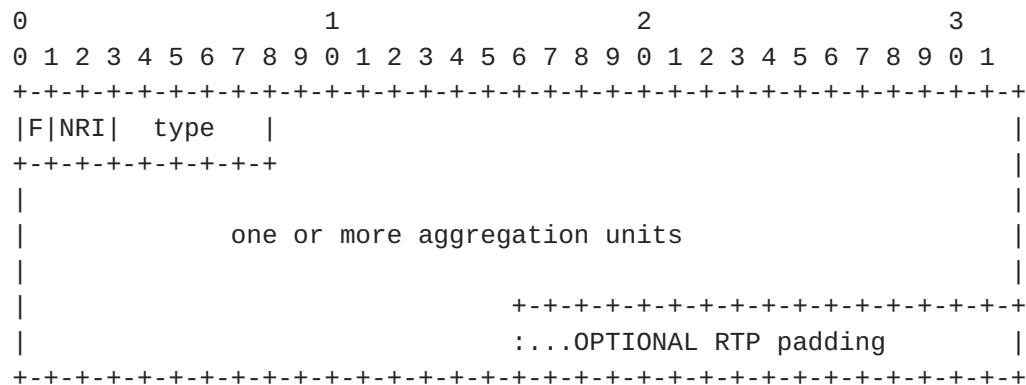 0                   1                   2                   3
0 1 2 3 4 5 6 7 8 9 0 1 2 3 4 5 6 7 8 9 0 1 2 3 4 5 6 7 8 9 0 1
+-+-+-+-+-+-+-+-+-+-+-+-+-+-+-+-+-+-+-+-+-+-+-+-+-+-+-+-+-+-+-+-+
|F|NRI|  type   |                                               |
+-+-+-+-+-+-+-+-+                                               |
|                                                               |
|             one or more aggregation units                     |
|                                                               |
|                               +-+-+-+-+-+-+-+-+-+-+-+-+-+-+-+-+
|                               :...OPTIONAL RTP padding        |
+-+-+-+-+-+-+-+-+-+-+-+-+-+-+-+-+-+-+-+-+-+-+-+-+-+-+-+-+-+-+-+-+